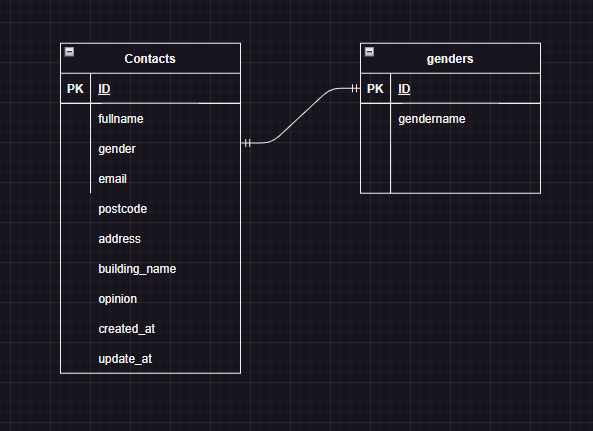 Contacts
PK ID
fullname
gender
email
postcode
address
building_name
opinion
created_at
update_at
genders
PK ID
gendername